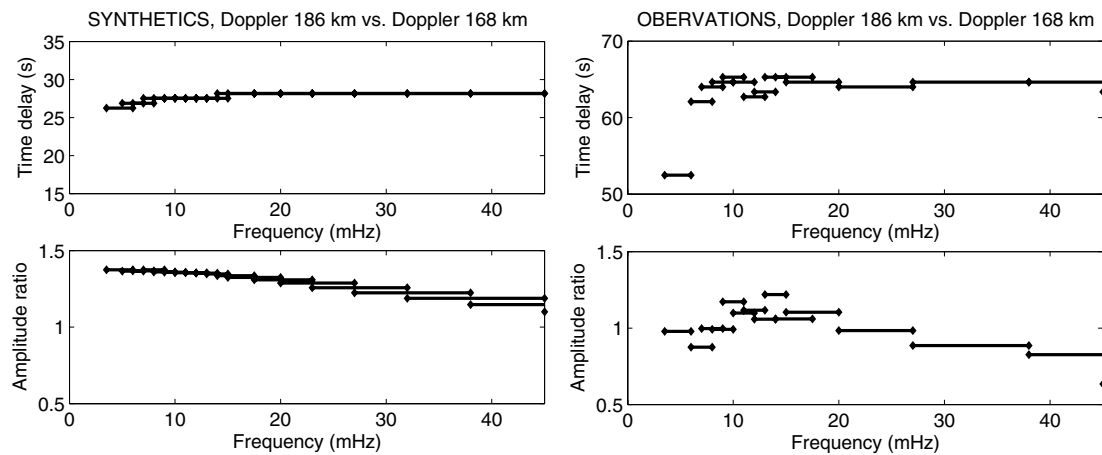 SYNTHETICS, Doppler 186 km vs. Doppler 168 km
35
30
25
20
15
Time delay (s)
0 10 20 30 40
Frequency (mHz)
1.5
1
0.5
Amplitude ratio
0 10 20 30 40
Frequency (mHz)
OBERVATIONS, Doppler 186 km vs. Doppler 168 km
70
60
50
Time delay (s)
0 10 20 30 40
Frequency (mHz)
1.5
1
0.5
Amplitude ratio
0 10 20 30 40
Frequency (mHz)